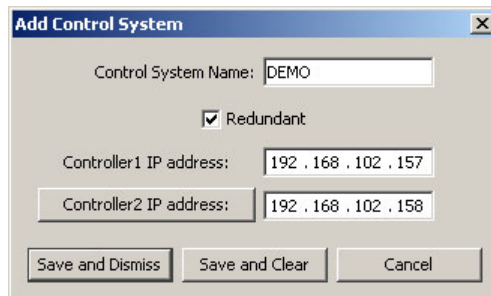 Add Control System
Control System Name: DEMO
Redundant
Controller1 IP address: 192 . 168 . 102 . 157
Controller2 IP address: 192 . 168 . 102 . 158
Save and Dismiss Save and Clear Cancel